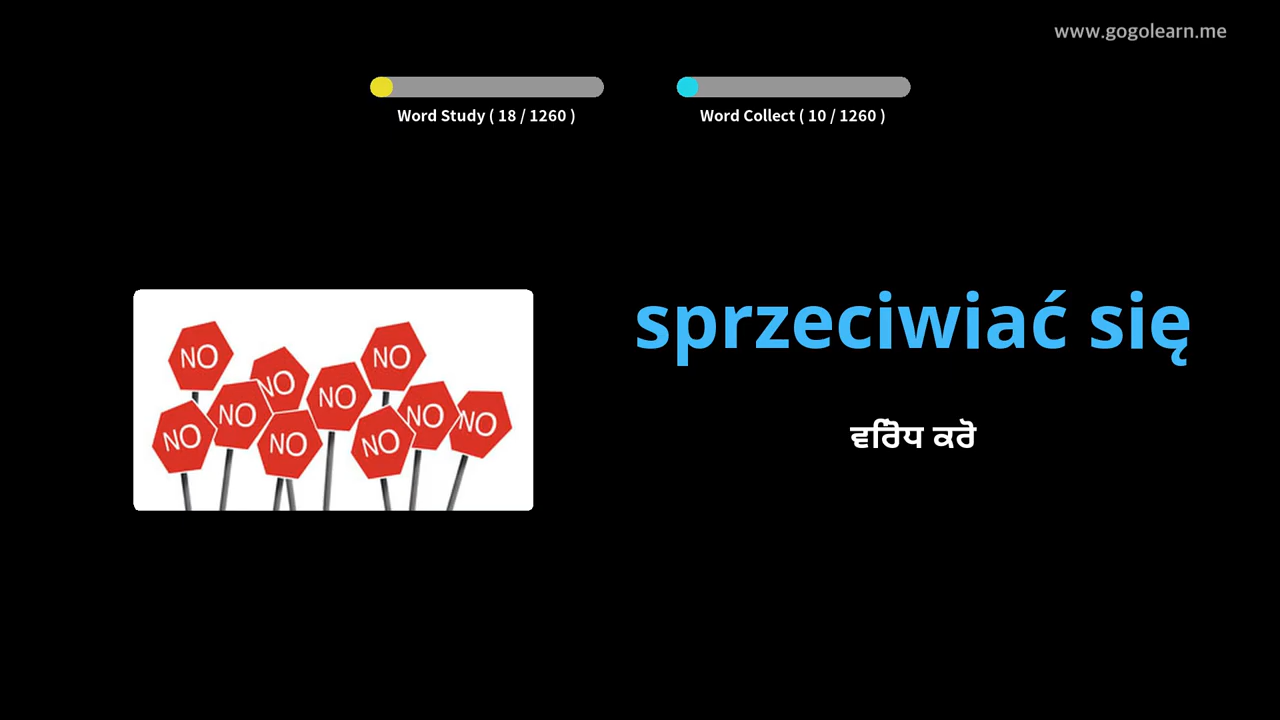 www.gogolearn.me
Word Study ( 18 / 1260 )
Word Collect ( 10 / 1260 )
NO
NO
NO
NO
NO
NO
NO
NO
NO
NO
sprzeciwiać się
ਵਿਰੋਧ ਕਰੋ